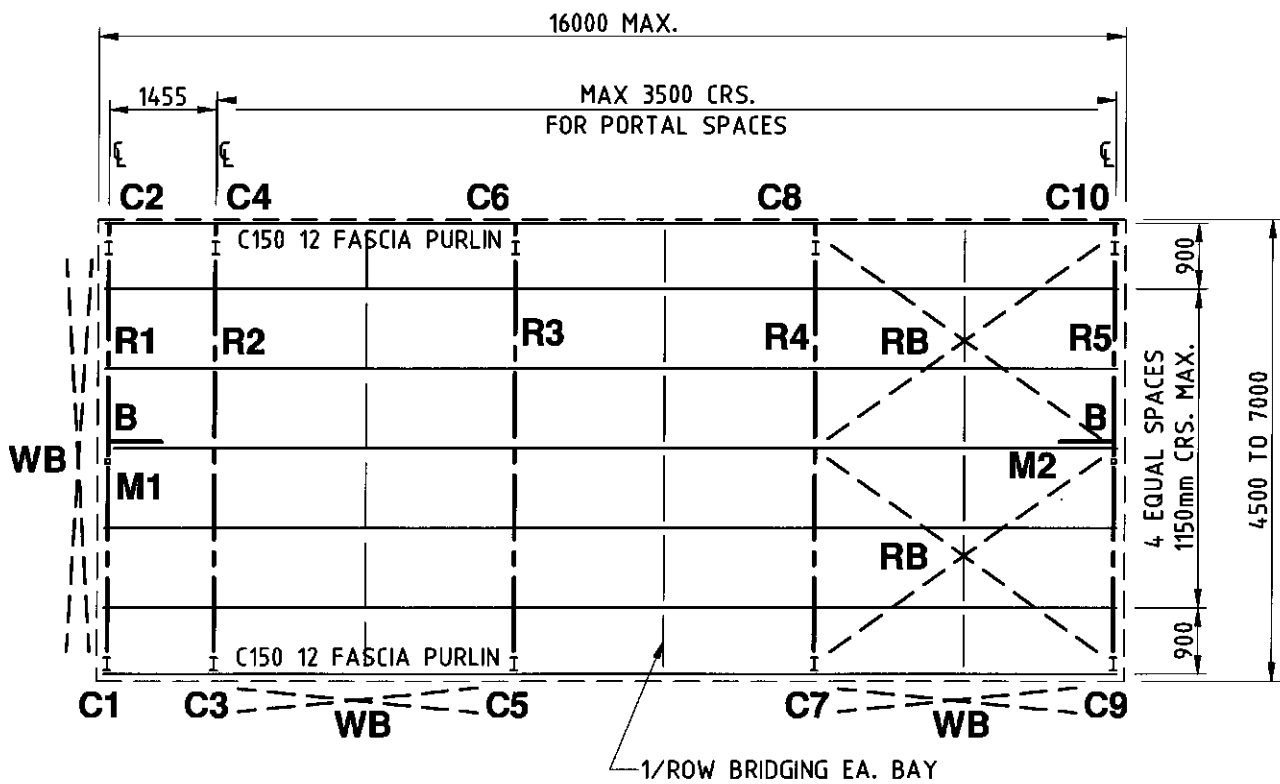 16000 MAX.
1455
MAX 3500 CRS.
FOR PORTAL SPACES
℄ ℄ ℄
C2 C4 C6 C8 C10
C150 12 FASCIA PURLIN
900
R1 R2 R3 R4 RB R5
4 EQUAL SPACES
1150mm CRS. MAX.
4500 TO 7000
B B
WB
M1 M2
RB
900
C150 12 FASCIA PURLIN
C1 C3 WB C5 C7 WB C9
1/ROW BRIDGING EA. BAY